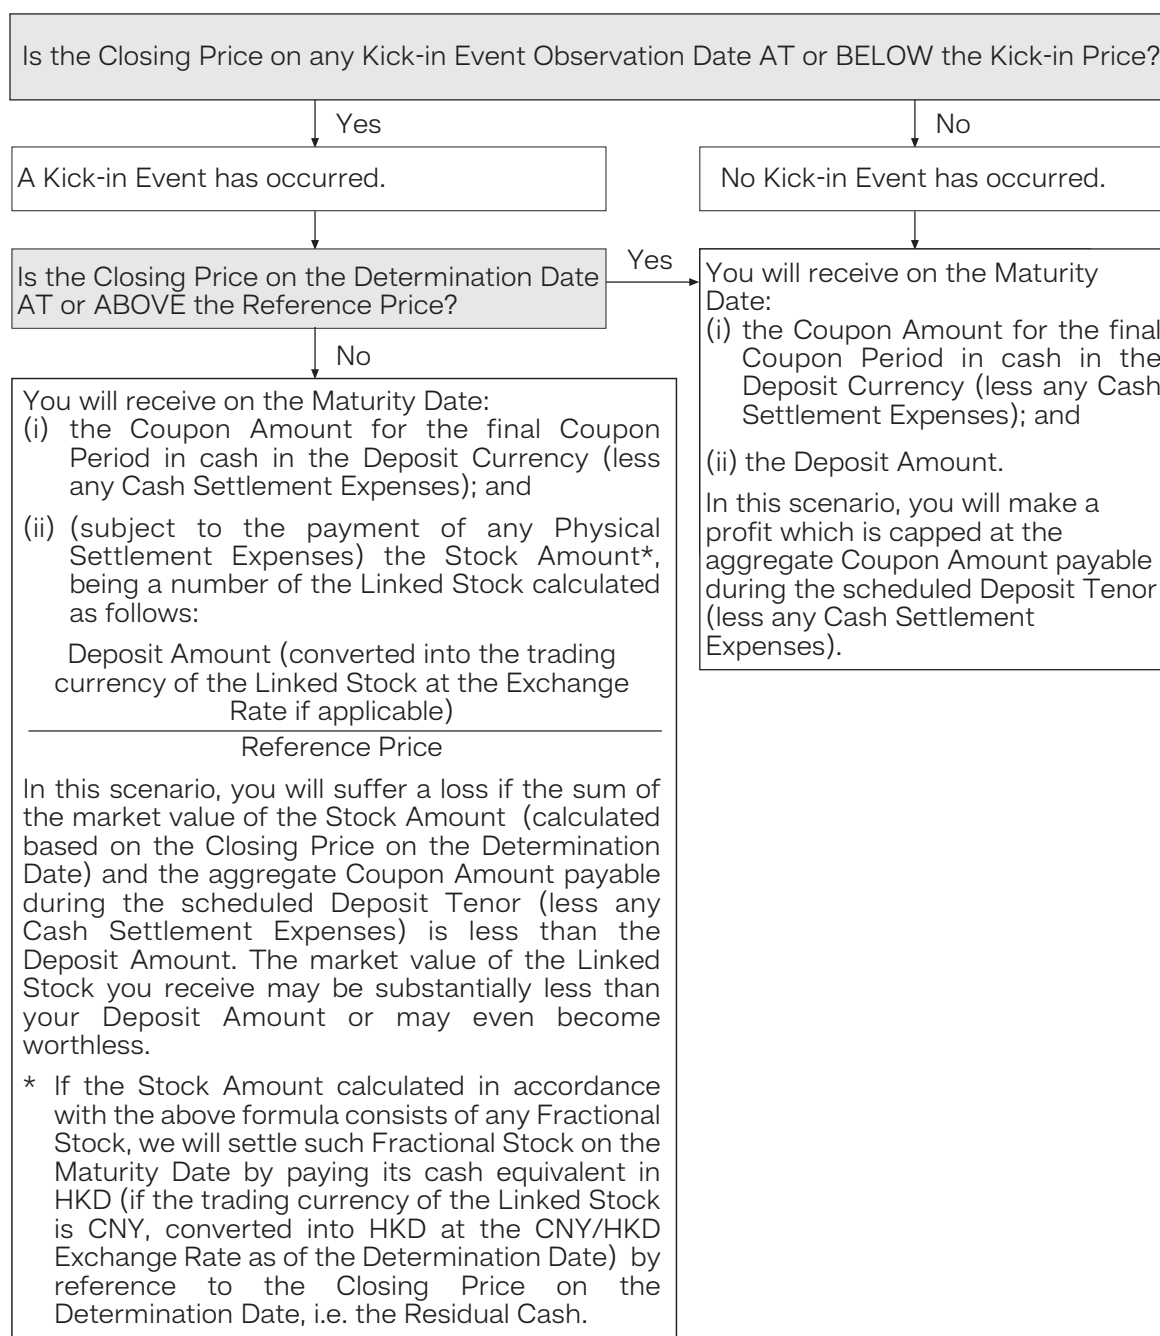 Is the Closing Price on any Kick-in Event Observation Date AT or BELOW the Kick-in Price?
Yes
No
A Kick-in Event has occurred.
No Kick-in Event has occurred.
Is the Closing Price on the Determination Date
AT or ABOVE the Reference Price?
Yes
No
You will receive on the Maturity Date:
(i) the Coupon Amount for the final Coupon
Period in cash in the Deposit Currency (less
any Cash Settlement Expenses); and
(ii) (subject to the payment of any Physical
Settlement Expenses) the Stock Amount*,
being a number of the Linked Stock calculated
as follows:
Deposit Amount (converted into the trading
currency of the Linked Stock at the Exchange
Rate if applicable)
Reference Price
In this scenario, you will suffer a loss if the sum of
the market value of the Stock Amount (calculated
based on the Closing Price on the Determination
Date) and the aggregate Coupon Amount payable
during the scheduled Deposit Tenor (less any
Cash Settlement Expenses) is less than the
Deposit Amount. The market value of the Linked
Stock you receive may be substantially less than
your Deposit Amount or may even become
worthless.
* If the Stock Amount calculated in accordance
with the above formula consists of any Fractional
Stock, we will settle such Fractional Stock on the
Maturity Date by paying its cash equivalent in
HKD (if the trading currency of the Linked Stock
is CNY, converted into HKD at the CNY/HKD
Exchange Rate as of the Determination Date) by
reference to the Closing Price on the
Determination Date, i.e. the Residual Cash.
You will receive on the Maturity
Date:
(i) the Coupon Amount for the final
Coupon Period in cash in the
Deposit Currency (less any Cash
Settlement Expenses); and
(ii) the Deposit Amount.
In this scenario, you will make a
profit which is capped at the
aggregate Coupon Amount payable
during the scheduled Deposit Tenor
(less any Cash Settlement
Expenses).